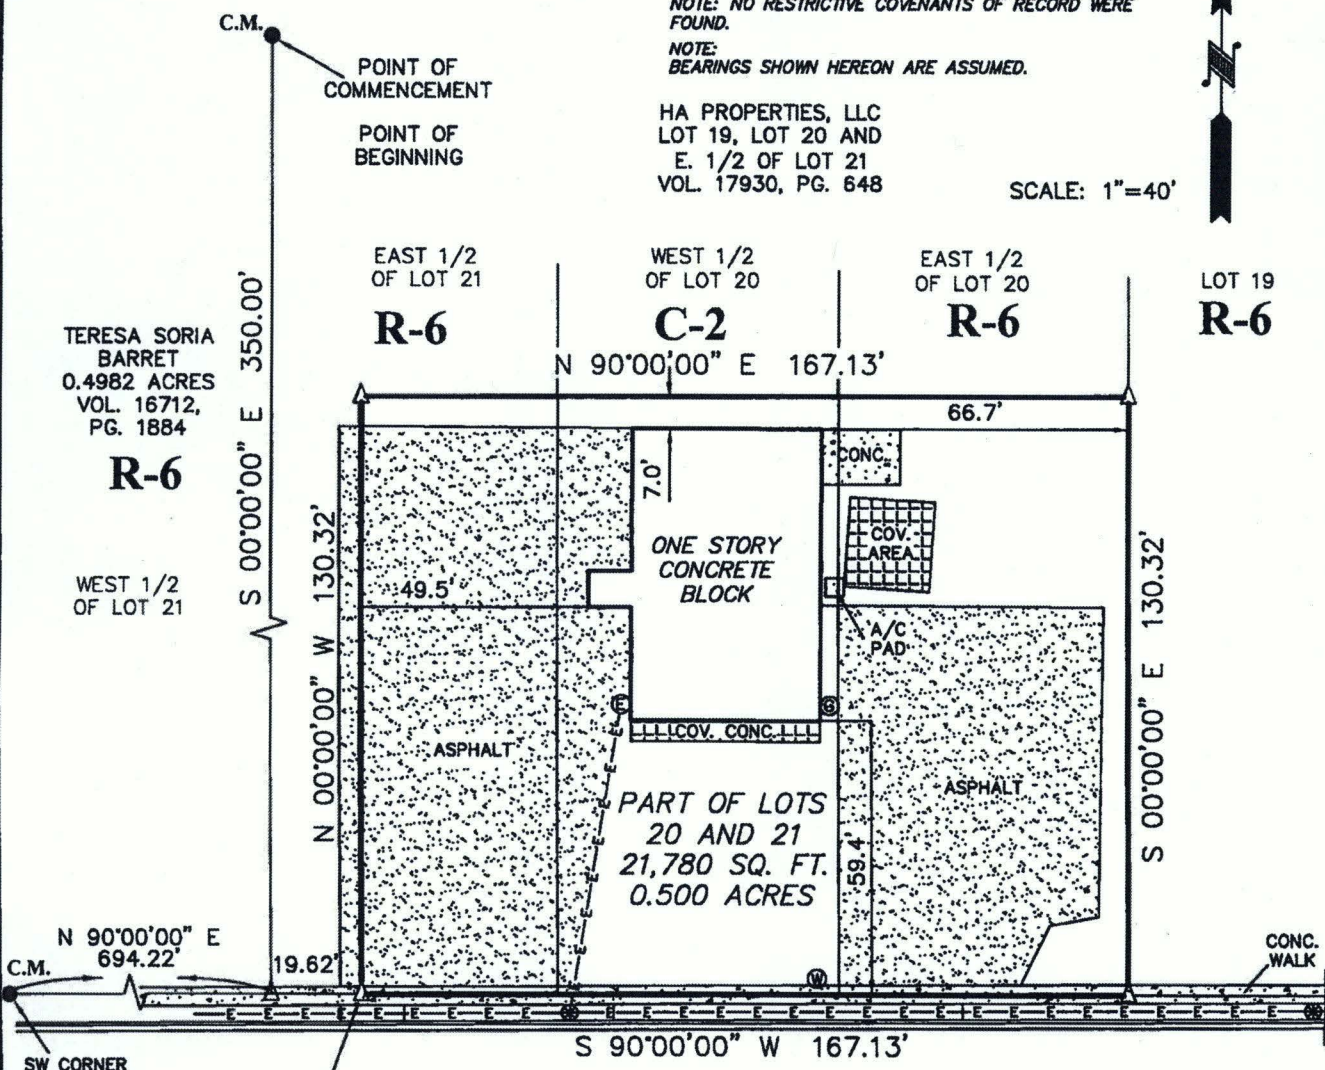 NOTE: NO RESTRICTIVE COVENANTS OF RECORD WERE
FOUND.
NOTE:
BEARINGS SHOWN HEREON ARE ASSUMED.
C.M.
POINT OF
COMMENCEMENT
POINT OF
BEGINNING
HA PROPERTIES, LLC
LOT 19, LOT 20 AND
E. 1/2 OF LOT 21
VOL. 17930, PG. 648
SCALE: 1"=40'
EAST 1/2
OF LOT 21
R-6
WEST 1/2
OF LOT 20
C-2
EAST 1/2
OF LOT 20
R-6
LOT 19
R-6
TERESA SORIA
BARRET
0.4982 ACRES
VOL. 16712,
PG. 1884
R-6
WEST 1/2
OF LOT 21
S 00°00'00" E 350.00'
N 90°00'00" E 167.13'
66.7'
7.0'
CONC.
COV.
AREA
ONE STORY
CONCRETE
BLOCK
49.5'
A/C
PAD
N 00°00'00" W 130.32'
S 00°00'00" E 130.32'
E
G
COV. CONC.
ASPHALT
ASPHALT
PART OF LOTS
20 AND 21
21,780 SQ. FT.
0.500 ACRES
59.4'
E E E E E E E
W
N 90°00'00" E
694.22'
C.M.
19.62'
CONC.
WALK
E E E E E E E E E E E E E E E E E E E E E E E E E E
S 90°00'00" W 167.13'
SW CORNER